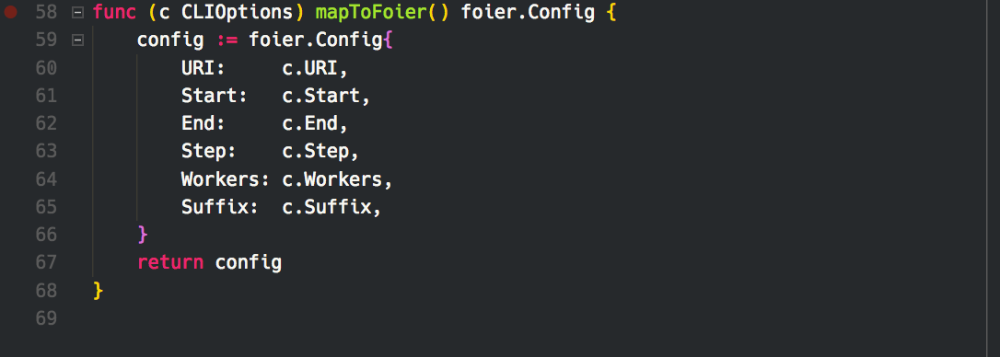 58 func (c CLIOptions) mapToFoier() foier.Config {
59     config := foier.Config{
60         URI:     c.URI,
61         Start:   c.Start,
62         End:     c.End,
63         Step:    c.Step,
64         Workers: c.Workers,
65         Suffix:  c.Suffix,
66     }
67     return config
68 }
69